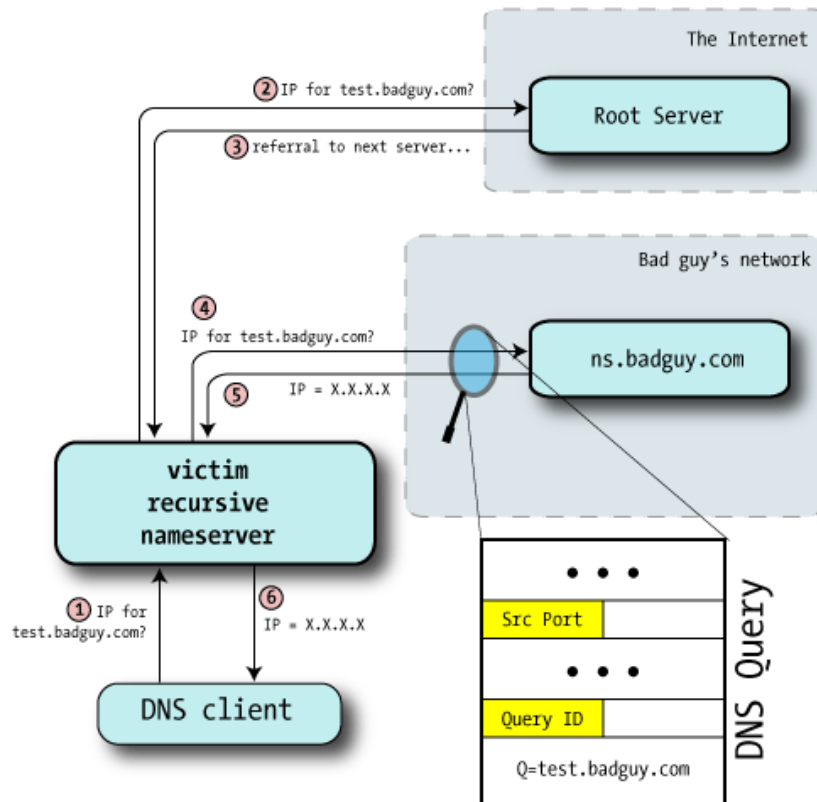 The Internet
2 IP for test.badguy.com?
Root Server
3 referral to next server...
Bad guy's network
4
IP for test.badguy.com?
ns.badguy.com
5 IP = X.X.X.X
victim
recursive
nameserver
1 IP for
test.badguy.com?
6
IP = X.X.X.X
DNS client
• • •
Src Port
• • •
Query ID
Q=test.badguy.com
DNS Query